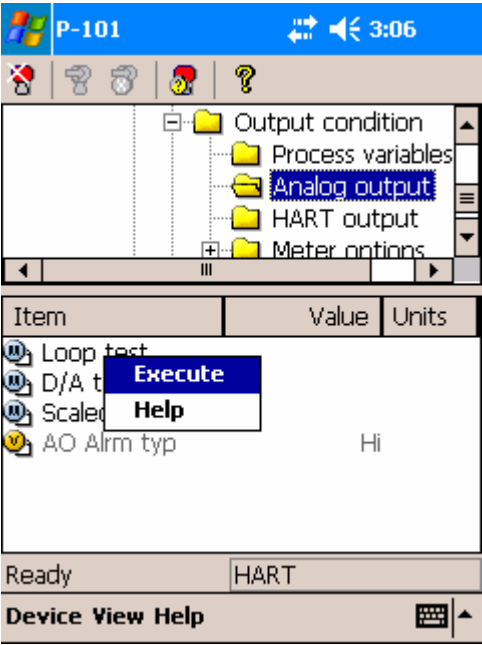 P-101 3:06
Output condition
Process variables
Analog output
HART output
Meter options
Item Value Units
Loop test
D/A t
Execute
Scaled
Help
AO Alrm typ Hi
Ready HART
Device View Help